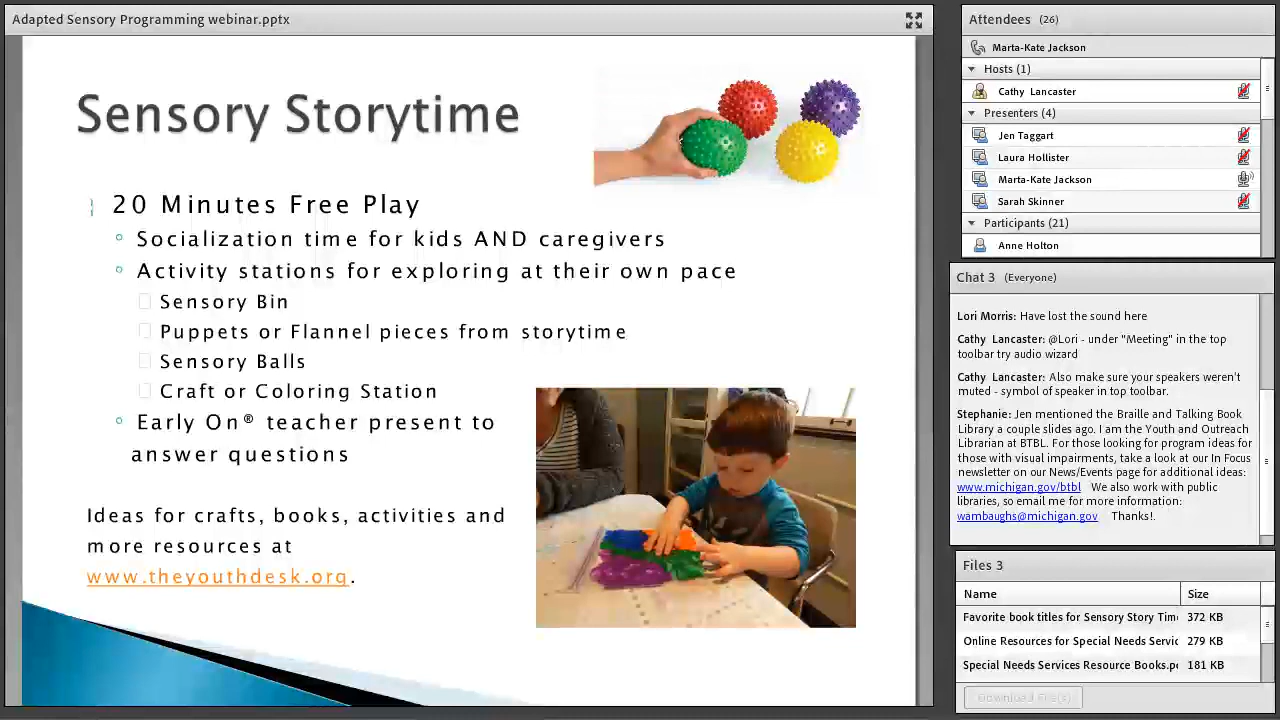 Adapted Sensory Programming webinar.pptx
Sensory Storytime
20 Minutes Free Play
Socialization time for kids AND caregivers
Activity stations for exploring at their own pace
Sensory Bin
Puppets or Flannel pieces from storytime
Sensory Balls
Craft or Coloring Station
Early On® teacher present to
answer questions
Ideas for crafts, books, activities and
more resources at
www.theyouthdesk.org.
Attendees (26)
Marta-Kate Jackson
Hosts (1)
Cathy Lancaster
Presenters (4)
Jen Taggart
Laura Hollister
Marta-Kate Jackson
Sarah Skinner
Participants (21)
Anne Holton
Chat 3 (Everyone)
Lori Morris: Have lost the sound here
Cathy Lancaster: @Lori - under "Meeting" in the top
toolbar try audio wizard
Cathy Lancaster: Also make sure your speakers weren't
muted - symbol of speaker in top toolbar.
Stephanie: Jen mentioned the Braille and Talking Book
Library a couple slides ago. I am the Youth and Outreach
Librarian at BTBL. For those looking for program ideas for
those with visual impairments, take a look at our In Focus
newsletter on our News/Events page for additional ideas:
www.michigan.gov/btbl We also work with public
libraries, so email me for more information:
wambaughs@michigan.gov Thanks!
Files 3
Name Size
Favorite book titles for Sensory Story Tim 372 KB
Online Resources for Special Needs Servic 279 KB
Special Needs Services Resource Books.pd 181 KB
Download File(s)